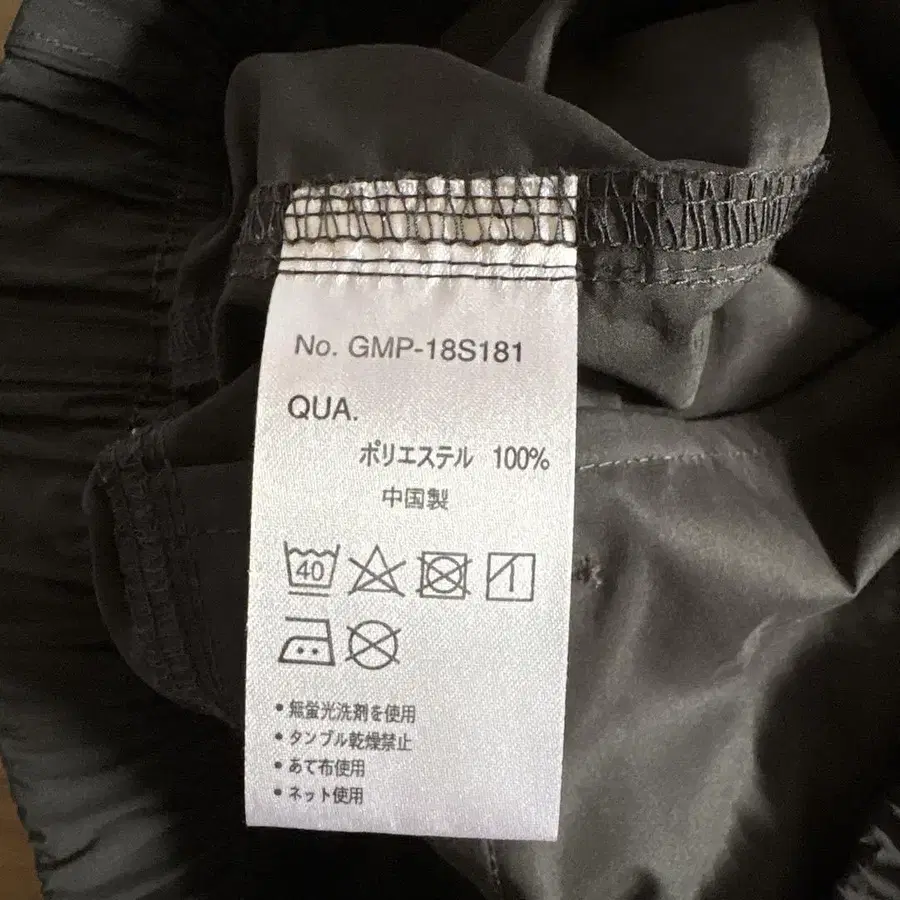 No. GMP-18S181
QUA.
ポリエステル 100%
中国製
40
• 無蛍光洗剤を使用
• タンブル乾燥禁止
• あて布使用
• ネット使用